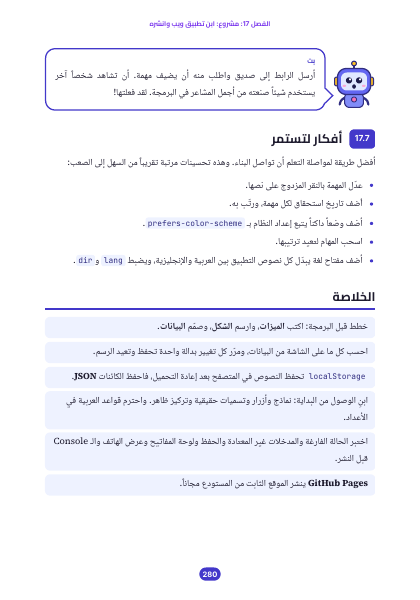 الفصل 17: مشروع: ابن تطبيق ويب وانشره
بت
أرسل الرابط إلى صديق واطلب منه أن يضيف مهمة. أن تشاهد شخصاً آخر
يستخدم شيئاً صنعته من أجمل المشاعر في البرمجة. لقد فعلتها!
17.7 أفكار لتستمر
أفضل طريقة لمواصلة التعلم أن تواصل البناء. وهذه تحسينات مرتبة تقريباً من السهل إلى الصعب:
• عدّل المهمة بالنقر المزدوج على نصها.
• أضف تاريخ استحقاق لكل مهمة، ورتّب به.
• أضف وضعاً داكناً يتبع إعداد النظام بـ prefers-color-scheme.
• اسحب المهام لتعيد ترتيبها.
• أضف مفتاح لغة يبدّل كل نصوص التطبيق بين العربية والإنجليزية، ويضبط lang و dir.
الخلاصة
خطط قبل البرمجة: اكتب الميزات، وارسم الشكل، وصمّم البيانات.
احسب كل ما على الشاشة من البيانات، ومرّر كل تغيير بدالة واحدة تحفظ وتعيد الرسم.
localStorage تحفظ النصوص في المتصفح بعد إعادة التحميل، فاحفظ الكائنات JSON.
ابنِ الوصول من البداية: نماذج وأزرار وتسميات حقيقية وتركيز ظاهر. واحترم قواعد العربية في
الأعداد.
اختبر الحالة الفارغة والمدخلات غير المعتادة والحفظ ولوحة المفاتيح وعرض الهاتف والـ Console
قبل النشر.
GitHub Pages ينشر الموقع الثابت من المستودع مجاناً.
280